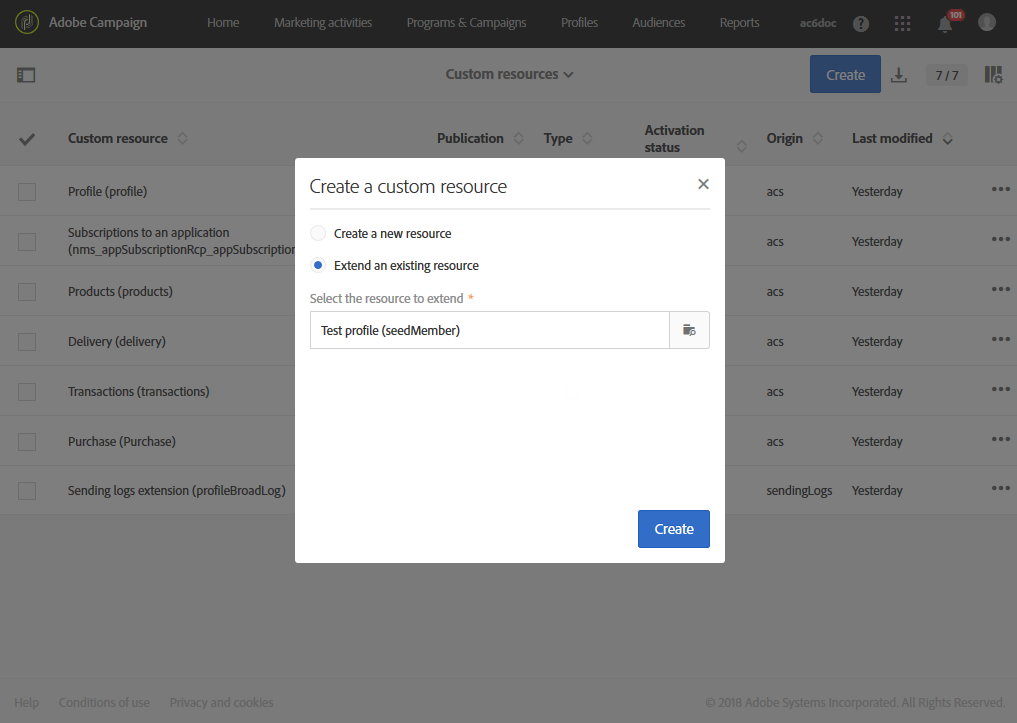 Adobe Campaign Home Marketing activities Programs & Campaigns Profiles Audiences Reports ac6doc ? 101
Custom resources Create 7 / 7
Custom resource Publication Type Activation status Origin Last modified
Create a custom resource
Create a new resource
Extend an existing resource
Select the resource to extend *
Test profile (seedMember)
Create
Profile (profile) acs Yesterday
Subscriptions to an application
(nms_appSubscriptionRcp_appSubscription acs Yesterday
Products (products) acs Yesterday
Delivery (delivery) acs Yesterday
Transactions (transactions) acs Yesterday
Purchase (Purchase) acs Yesterday
Sending logs extension (profileBroadLog) sendingLogs Yesterday
Help Conditions of use Privacy and cookies © 2018 Adobe Systems Incorporated. All Rights Reserved.